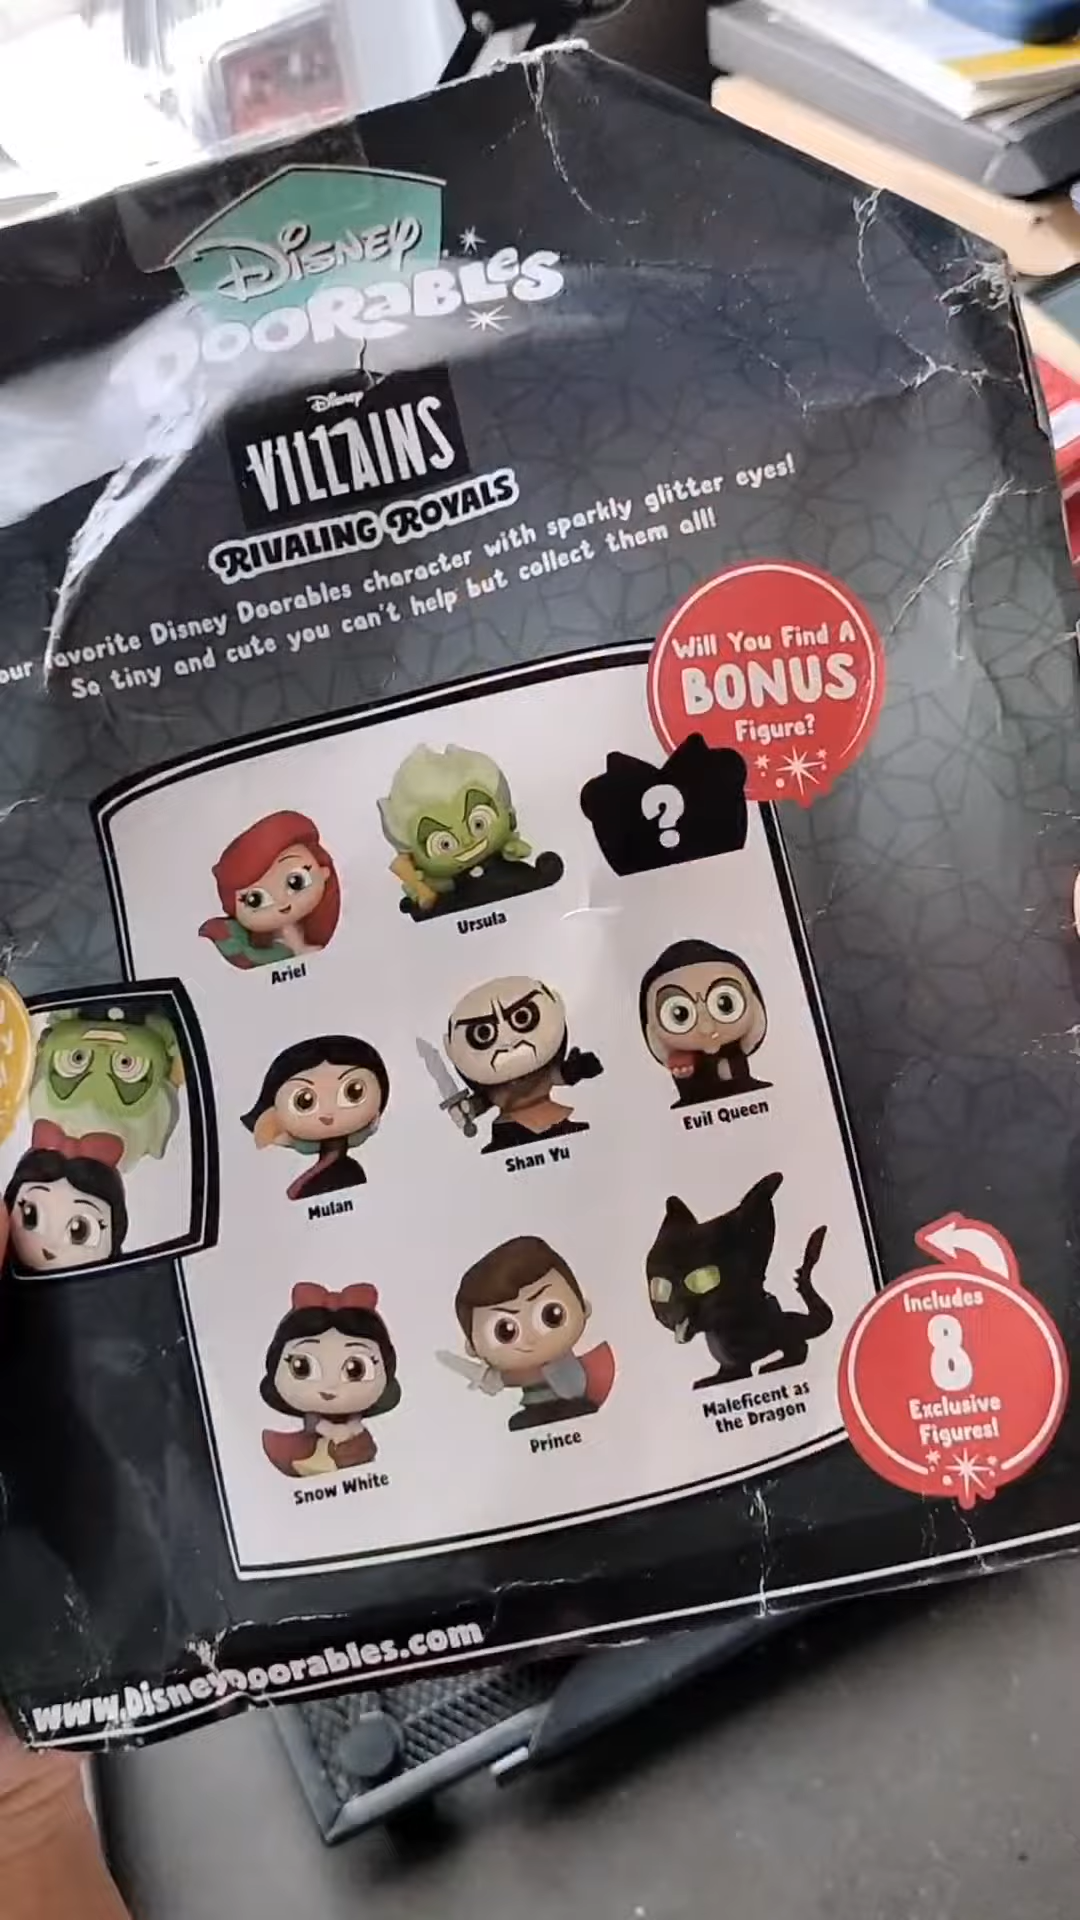 Disney
Doorables
Disney
VILLAINS
RIVALING ROYALS
favorite Disney Doorables character with sparkly glitter eyes!
So tiny and cute you can't help but collect them all!
Will You Find A
BONUS
Figure?
?
Ursula
Ariel
Evil Queen
Shan Yu
Mulan
Includes
8
Exclusive
Figures!
Maleficent as
the Dragon
Prince
Snow White
www.DisneyDoorables.com